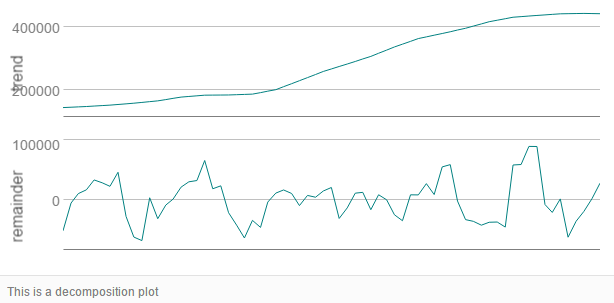 400000
trend
200000
100000
remainder
0
This is a decomposition plot